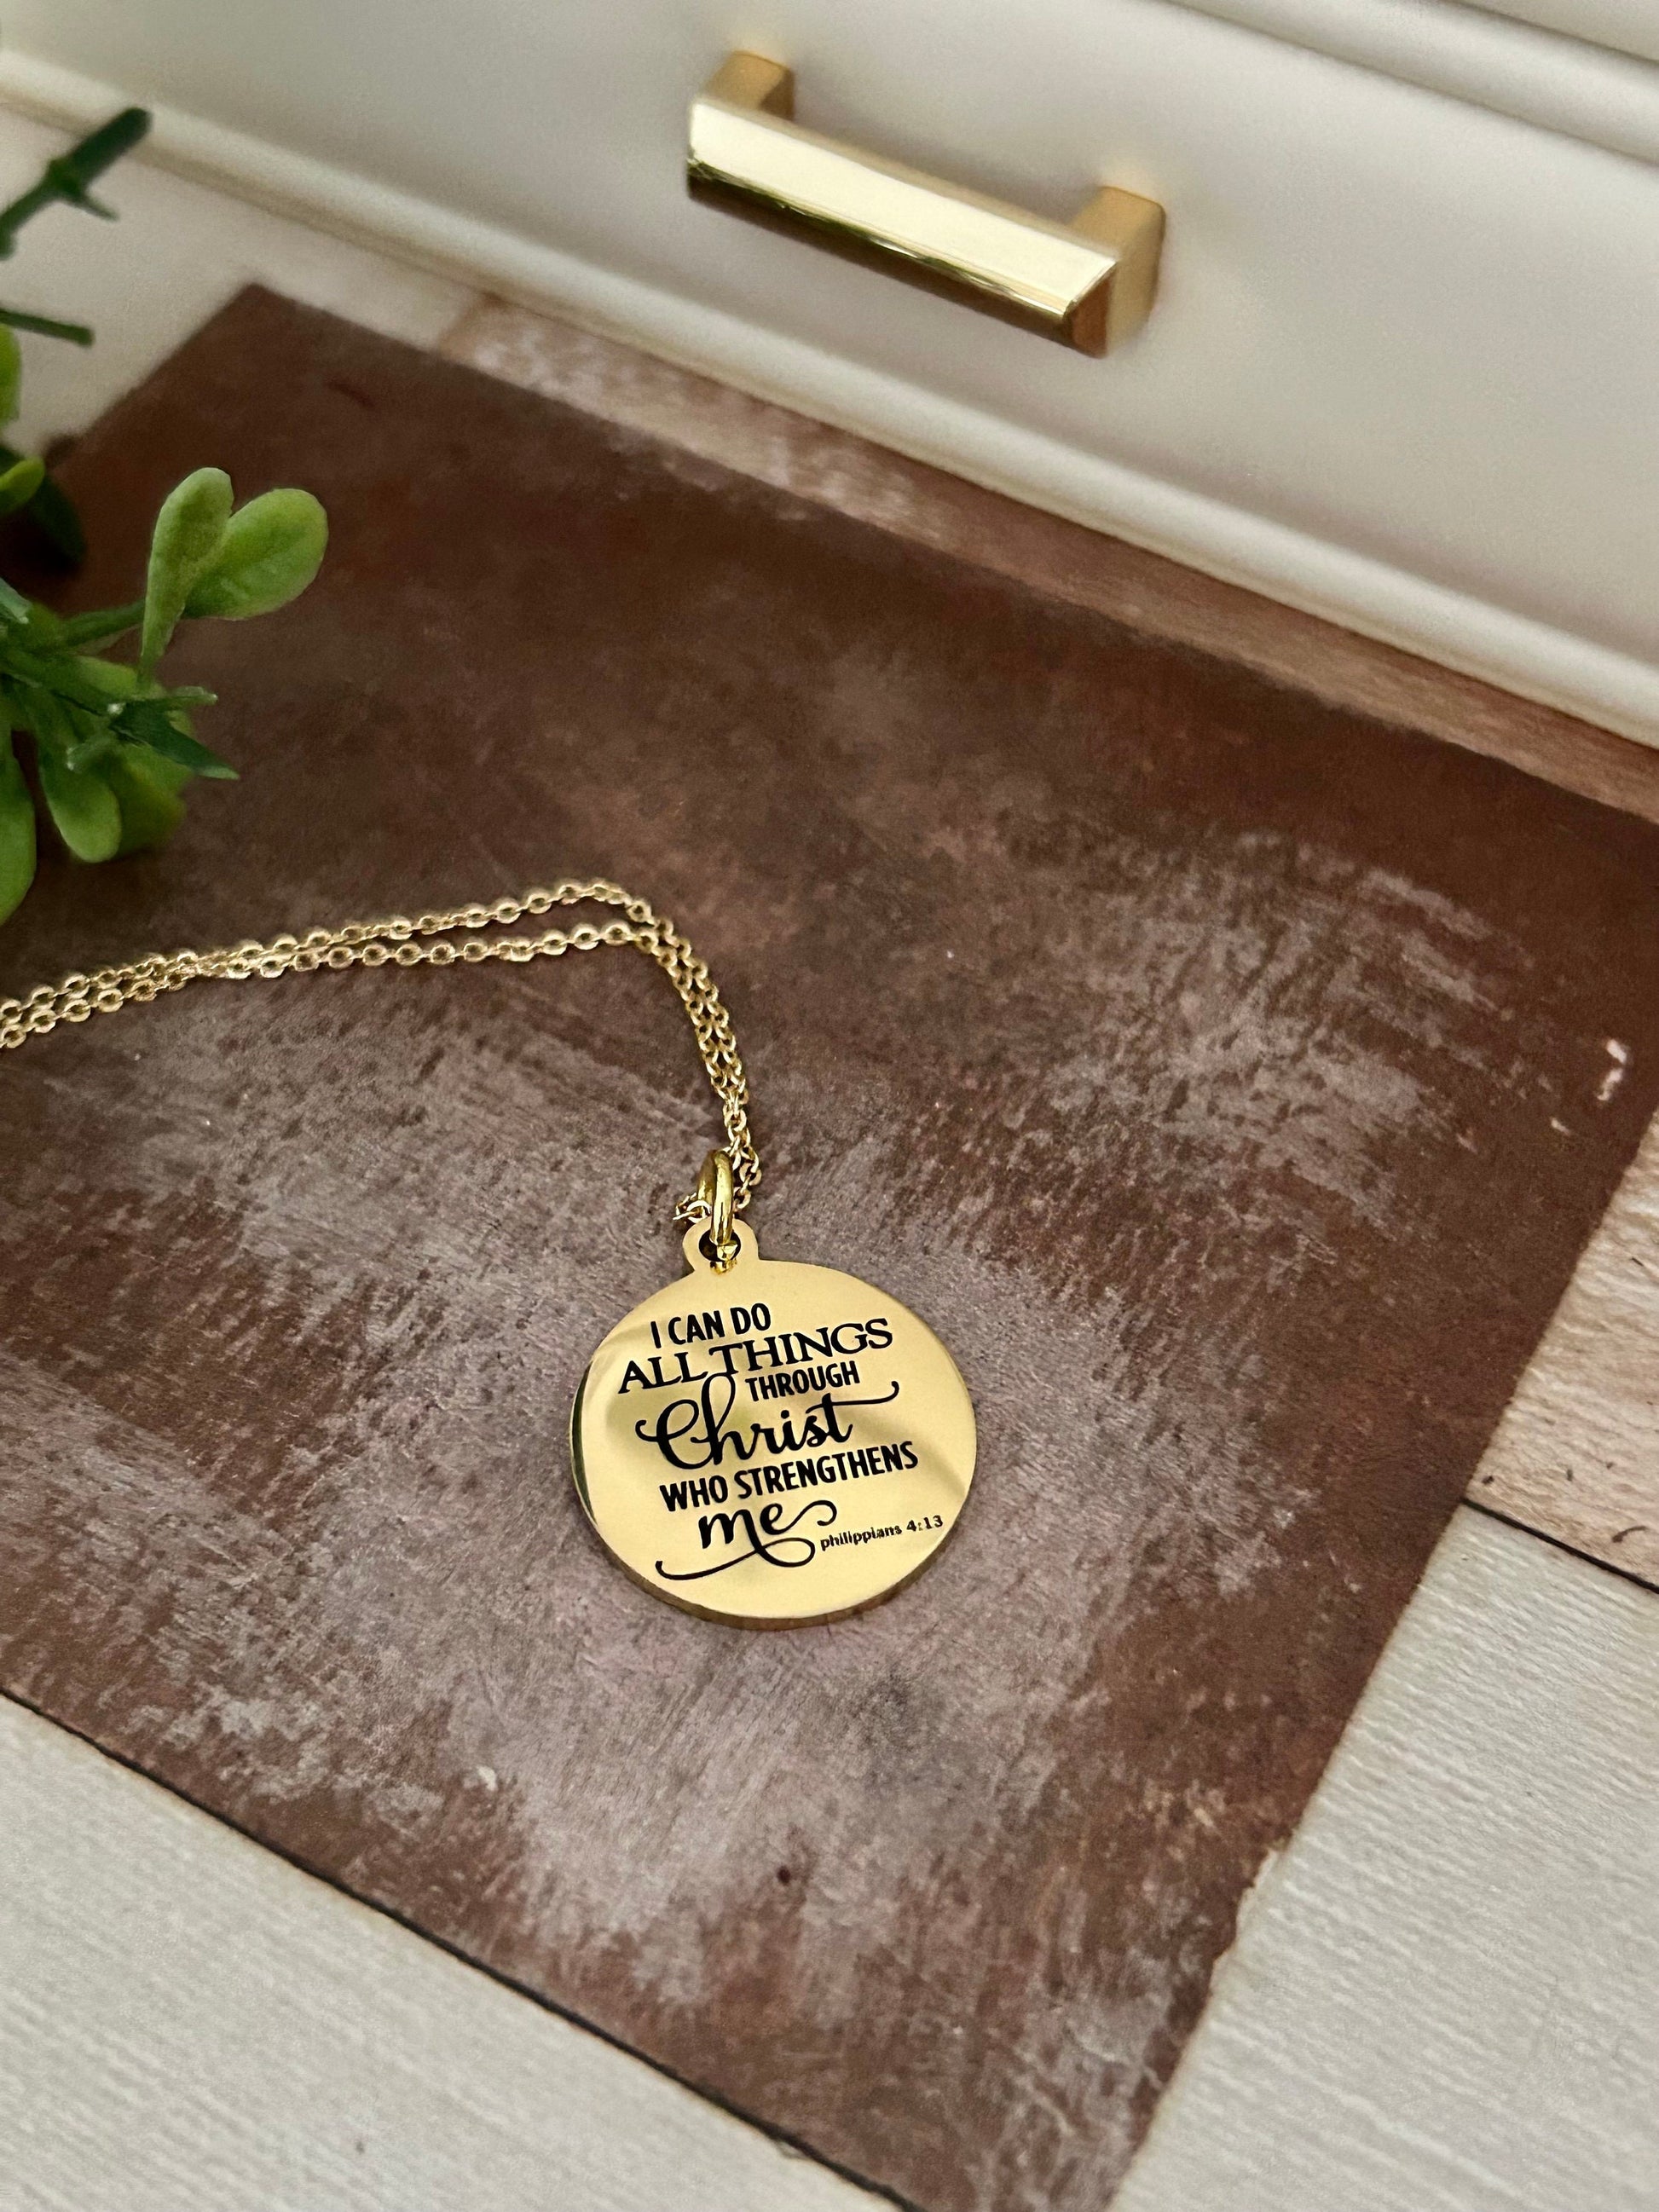 I CAN DO
ALL THINGS
THROUGH
Christ
WHO STRENGTHENS
me
philippians 4:13